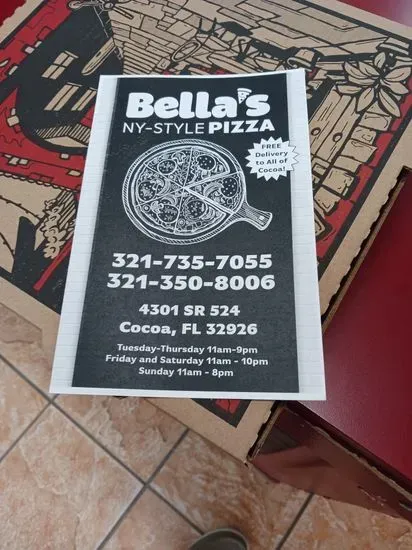 Bella's
NY-STYLE PIZZA
FREE
Delivery
to All of
Cocoa!
321-735-7055
321-350-8006
4301 SR 524
Cocoa, FL 32926
Tuesday-Thursday 11am-9pm
Friday and Saturday 11am - 10pm
Sunday 11am - 8pm